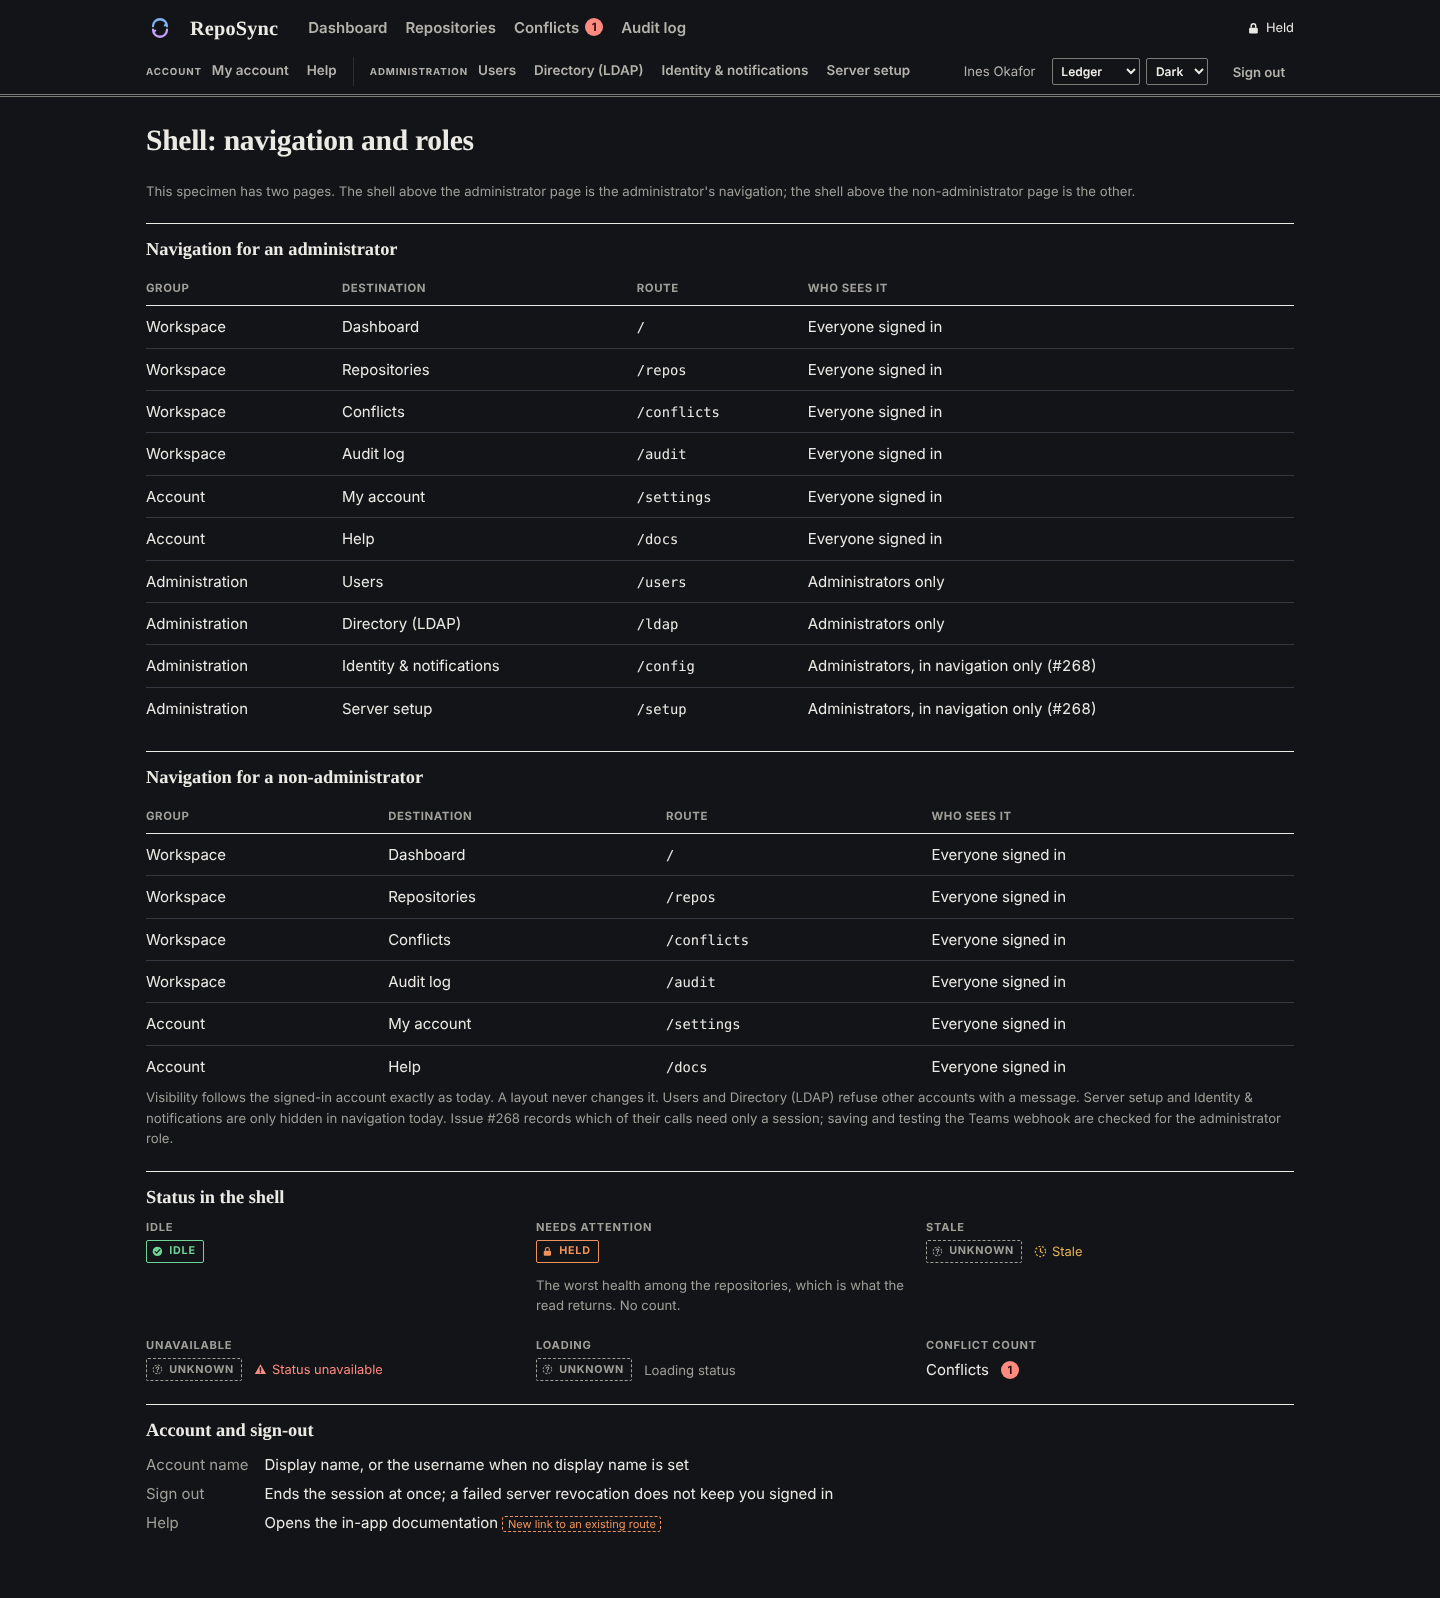 RepoSync Dashboard Repositories Conflicts 1 Audit log Held
ACCOUNT My account Help ADMINISTRATION Users Directory (LDAP) Identity & notifications Server setup Ines Okafor Ledger Dark Sign out
Shell: navigation and roles
This specimen has two pages. The shell above the administrator page is the administrator's navigation; the shell above the non-administrator page is the other.
Navigation for an administrator
GROUP DESTINATION ROUTE WHO SEES IT
Workspace Dashboard / Everyone signed in
Workspace Repositories /repos Everyone signed in
Workspace Conflicts /conflicts Everyone signed in
Workspace Audit log /audit Everyone signed in
Account My account /settings Everyone signed in
Account Help /docs Everyone signed in
Administration Users /users Administrators only
Administration Directory (LDAP) /ldap Administrators only
Administration Identity & notifications /config Administrators, in navigation only (#268)
Administration Server setup /setup Administrators, in navigation only (#268)
Navigation for a non-administrator
GROUP DESTINATION ROUTE WHO SEES IT
Workspace Dashboard / Everyone signed in
Workspace Repositories /repos Everyone signed in
Workspace Conflicts /conflicts Everyone signed in
Workspace Audit log /audit Everyone signed in
Account My account /settings Everyone signed in
Account Help /docs Everyone signed in
Visibility follows the signed-in account exactly as today. A layout never changes it. Users and Directory (LDAP) refuse other accounts with a message. Server setup and Identity &
notifications are only hidden in navigation today. Issue #268 records which of their calls need only a session; saving and testing the Teams webhook are checked for the administrator
role.
Status in the shell
IDLE NEEDS ATTENTION STALE
IDLE HELD UNKNOWN Stale
The worst health among the repositories, which is what the
read returns. No count.
UNAVAILABLE LOADING CONFLICT COUNT
UNKNOWN Status unavailable UNKNOWN Loading status Conflicts 1
Account and sign-out
Account name Display name, or the username when no display name is set
Sign out Ends the session at once; a failed server revocation does not keep you signed in
Help Opens the in-app documentation New link to an existing route